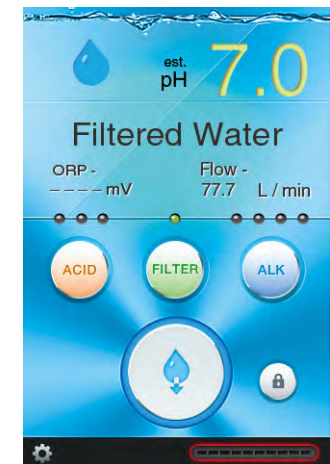 est.
pH 7.0
Filtered Water
ORP - Flow -
---- mV 77.7 L / min
ACID FILTER ALK